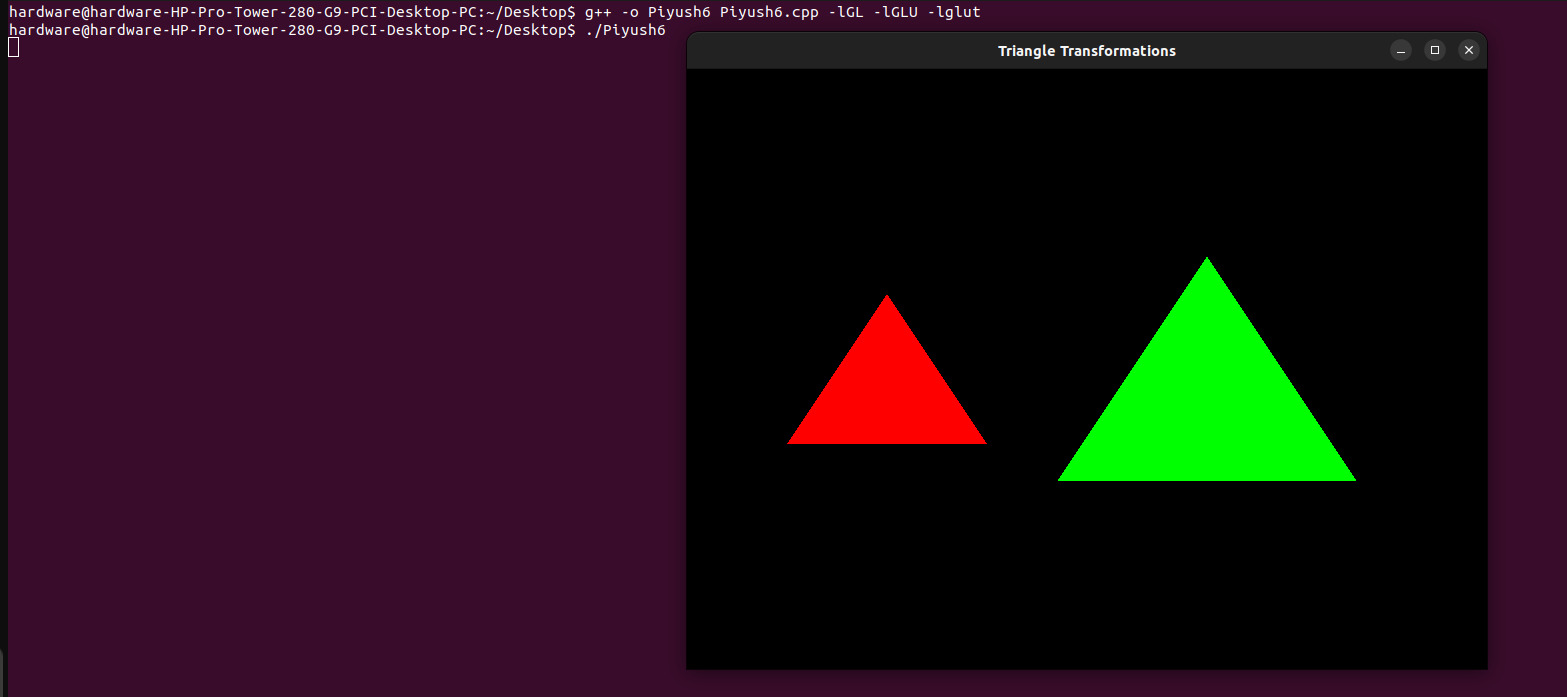 hardware@hardware-HP-Pro-Tower-280-G9-PCI-Desktop-PC:~/Desktop$ g++ -o Piyush6 Piyush6.cpp -lGL -lGLU -lglut
hardware@hardware-HP-Pro-Tower-280-G9-PCI-Desktop-PC:~/Desktop$ ./Piyush6
Triangle Transformations